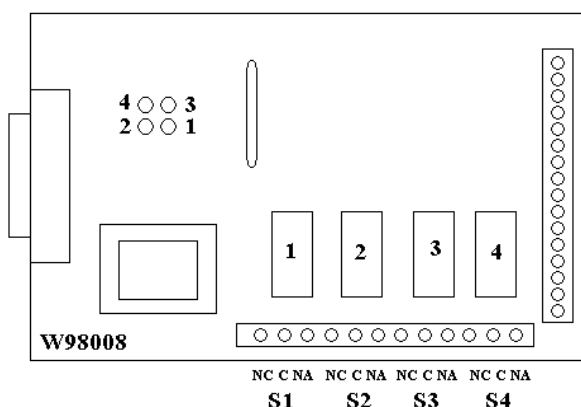 4 3
2 1
1 2 3 4
W98008
NC C NA NC C NA NC C NA NC C NA
S1 S2 S3 S4